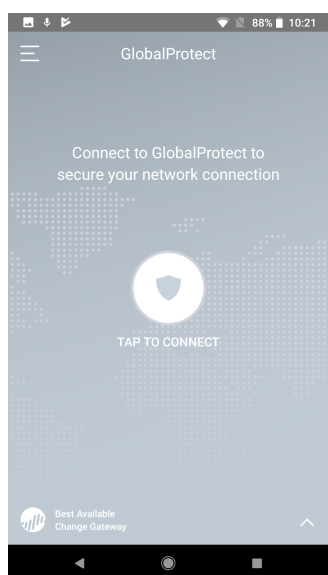 88% 10:21
GlobalProtect
Connect to GlobalProtect to
secure your network connection
TAP TO CONNECT
Best Available
Change Gateway